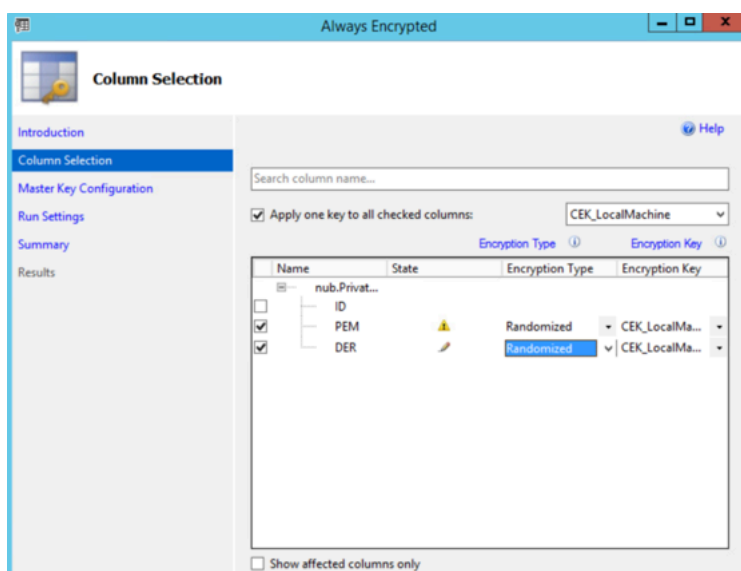 Always Encrypted
Column Selection
Introduction
Column Selection
Master Key Configuration
Run Settings
Summary
Results
Help
Search column name...
Apply one key to all checked columns: CEK_LocalMachine
Encryption Type Encryption Key
Name State Encryption Type Encryption Key
nub.Privat...
ID
PEM Randomized CEK_LocalMa...
DER Randomized CEK_LocalMa...
Show affected columns only